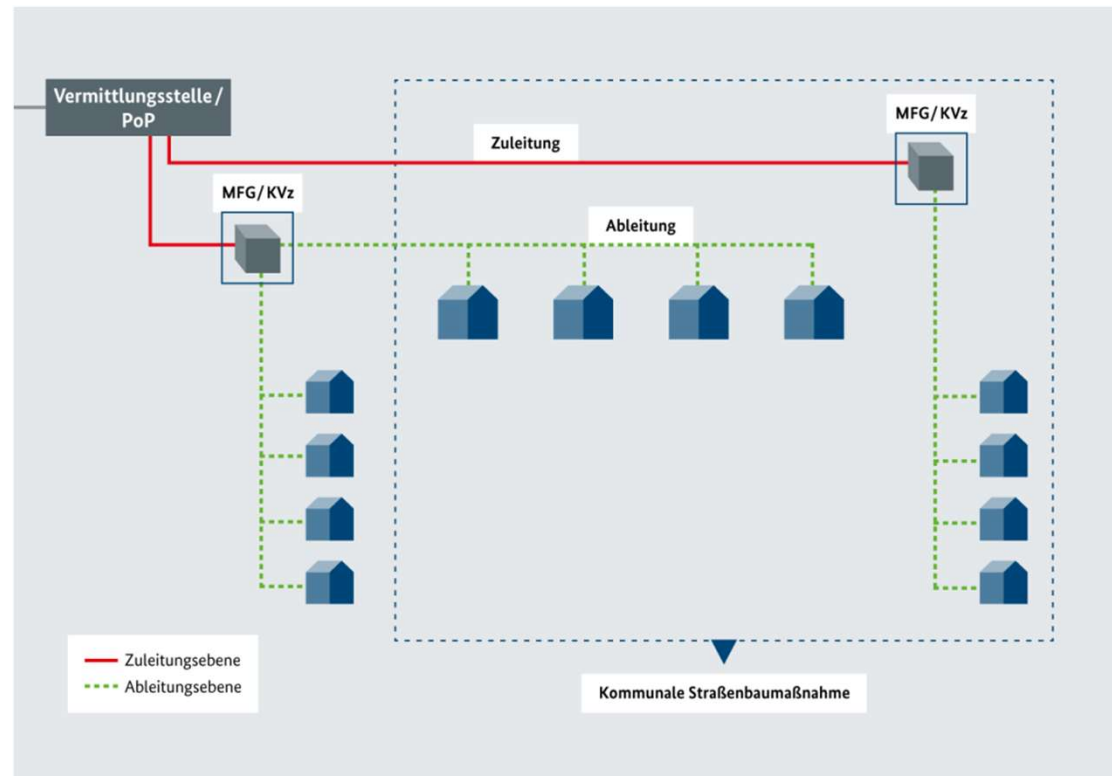 Vermittlungsstelle /
PoP
MFG/ KVz
Zuleitung
MFG/ KVz
Ableitung
Zuleitungsebene
Ableitungsebene
Kommunale Straßenbaumaßnahme